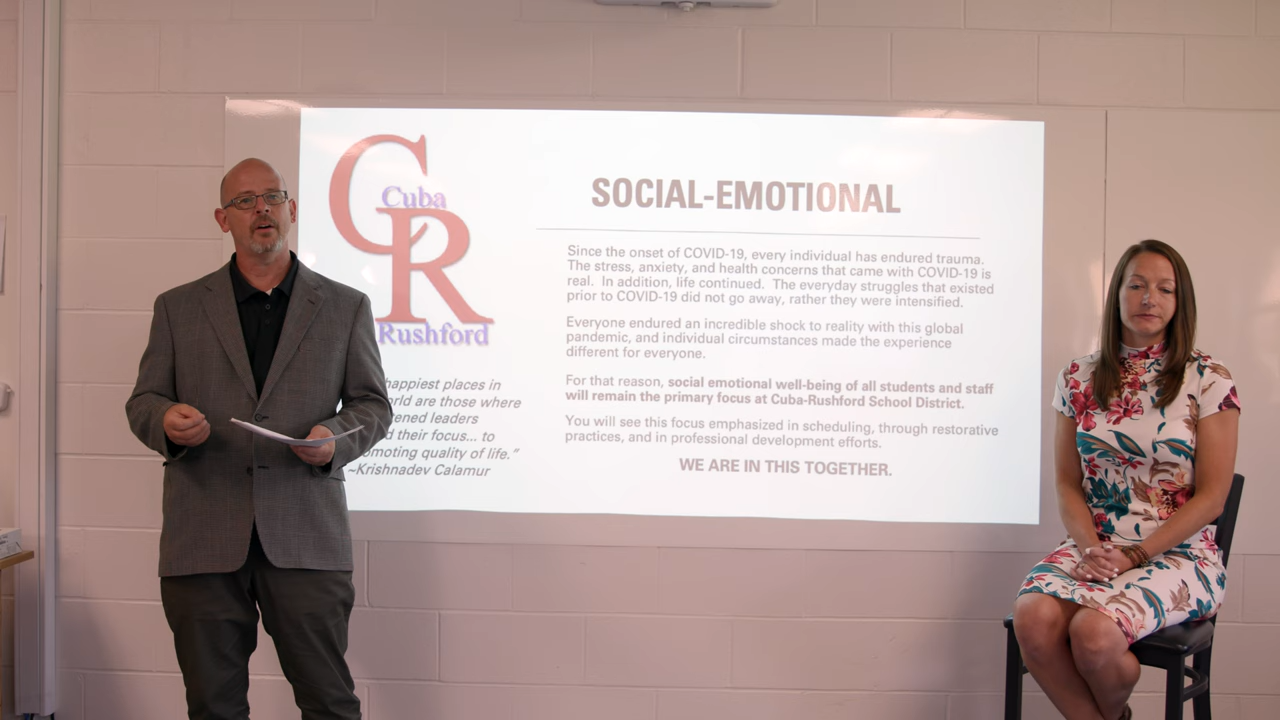 Cuba
CR
Rushford
happiest places in
are those where
leaders
their focus... to
quality of life.”
~Krishnadev Calamur
SOCIAL-EMOTIONAL
Since the onset of COVID-19, every individual has endured trauma.
The stress, anxiety, and health concerns that came with COVID-19 is
real. In addition, life continued. The everyday struggles that existed
prior to COVID-19 did not go away, rather they were intensified.
Everyone endured an incredible shock to reality with this global
pandemic, and individual circumstances made the experience
different for everyone.
For that reason, social emotional well-being of all students and staff
will remain the primary focus at Cuba-Rushford School District.
You will see this focus emphasized in scheduling, through restorative
practices, and in professional development efforts.
WE ARE IN THIS TOGETHER.